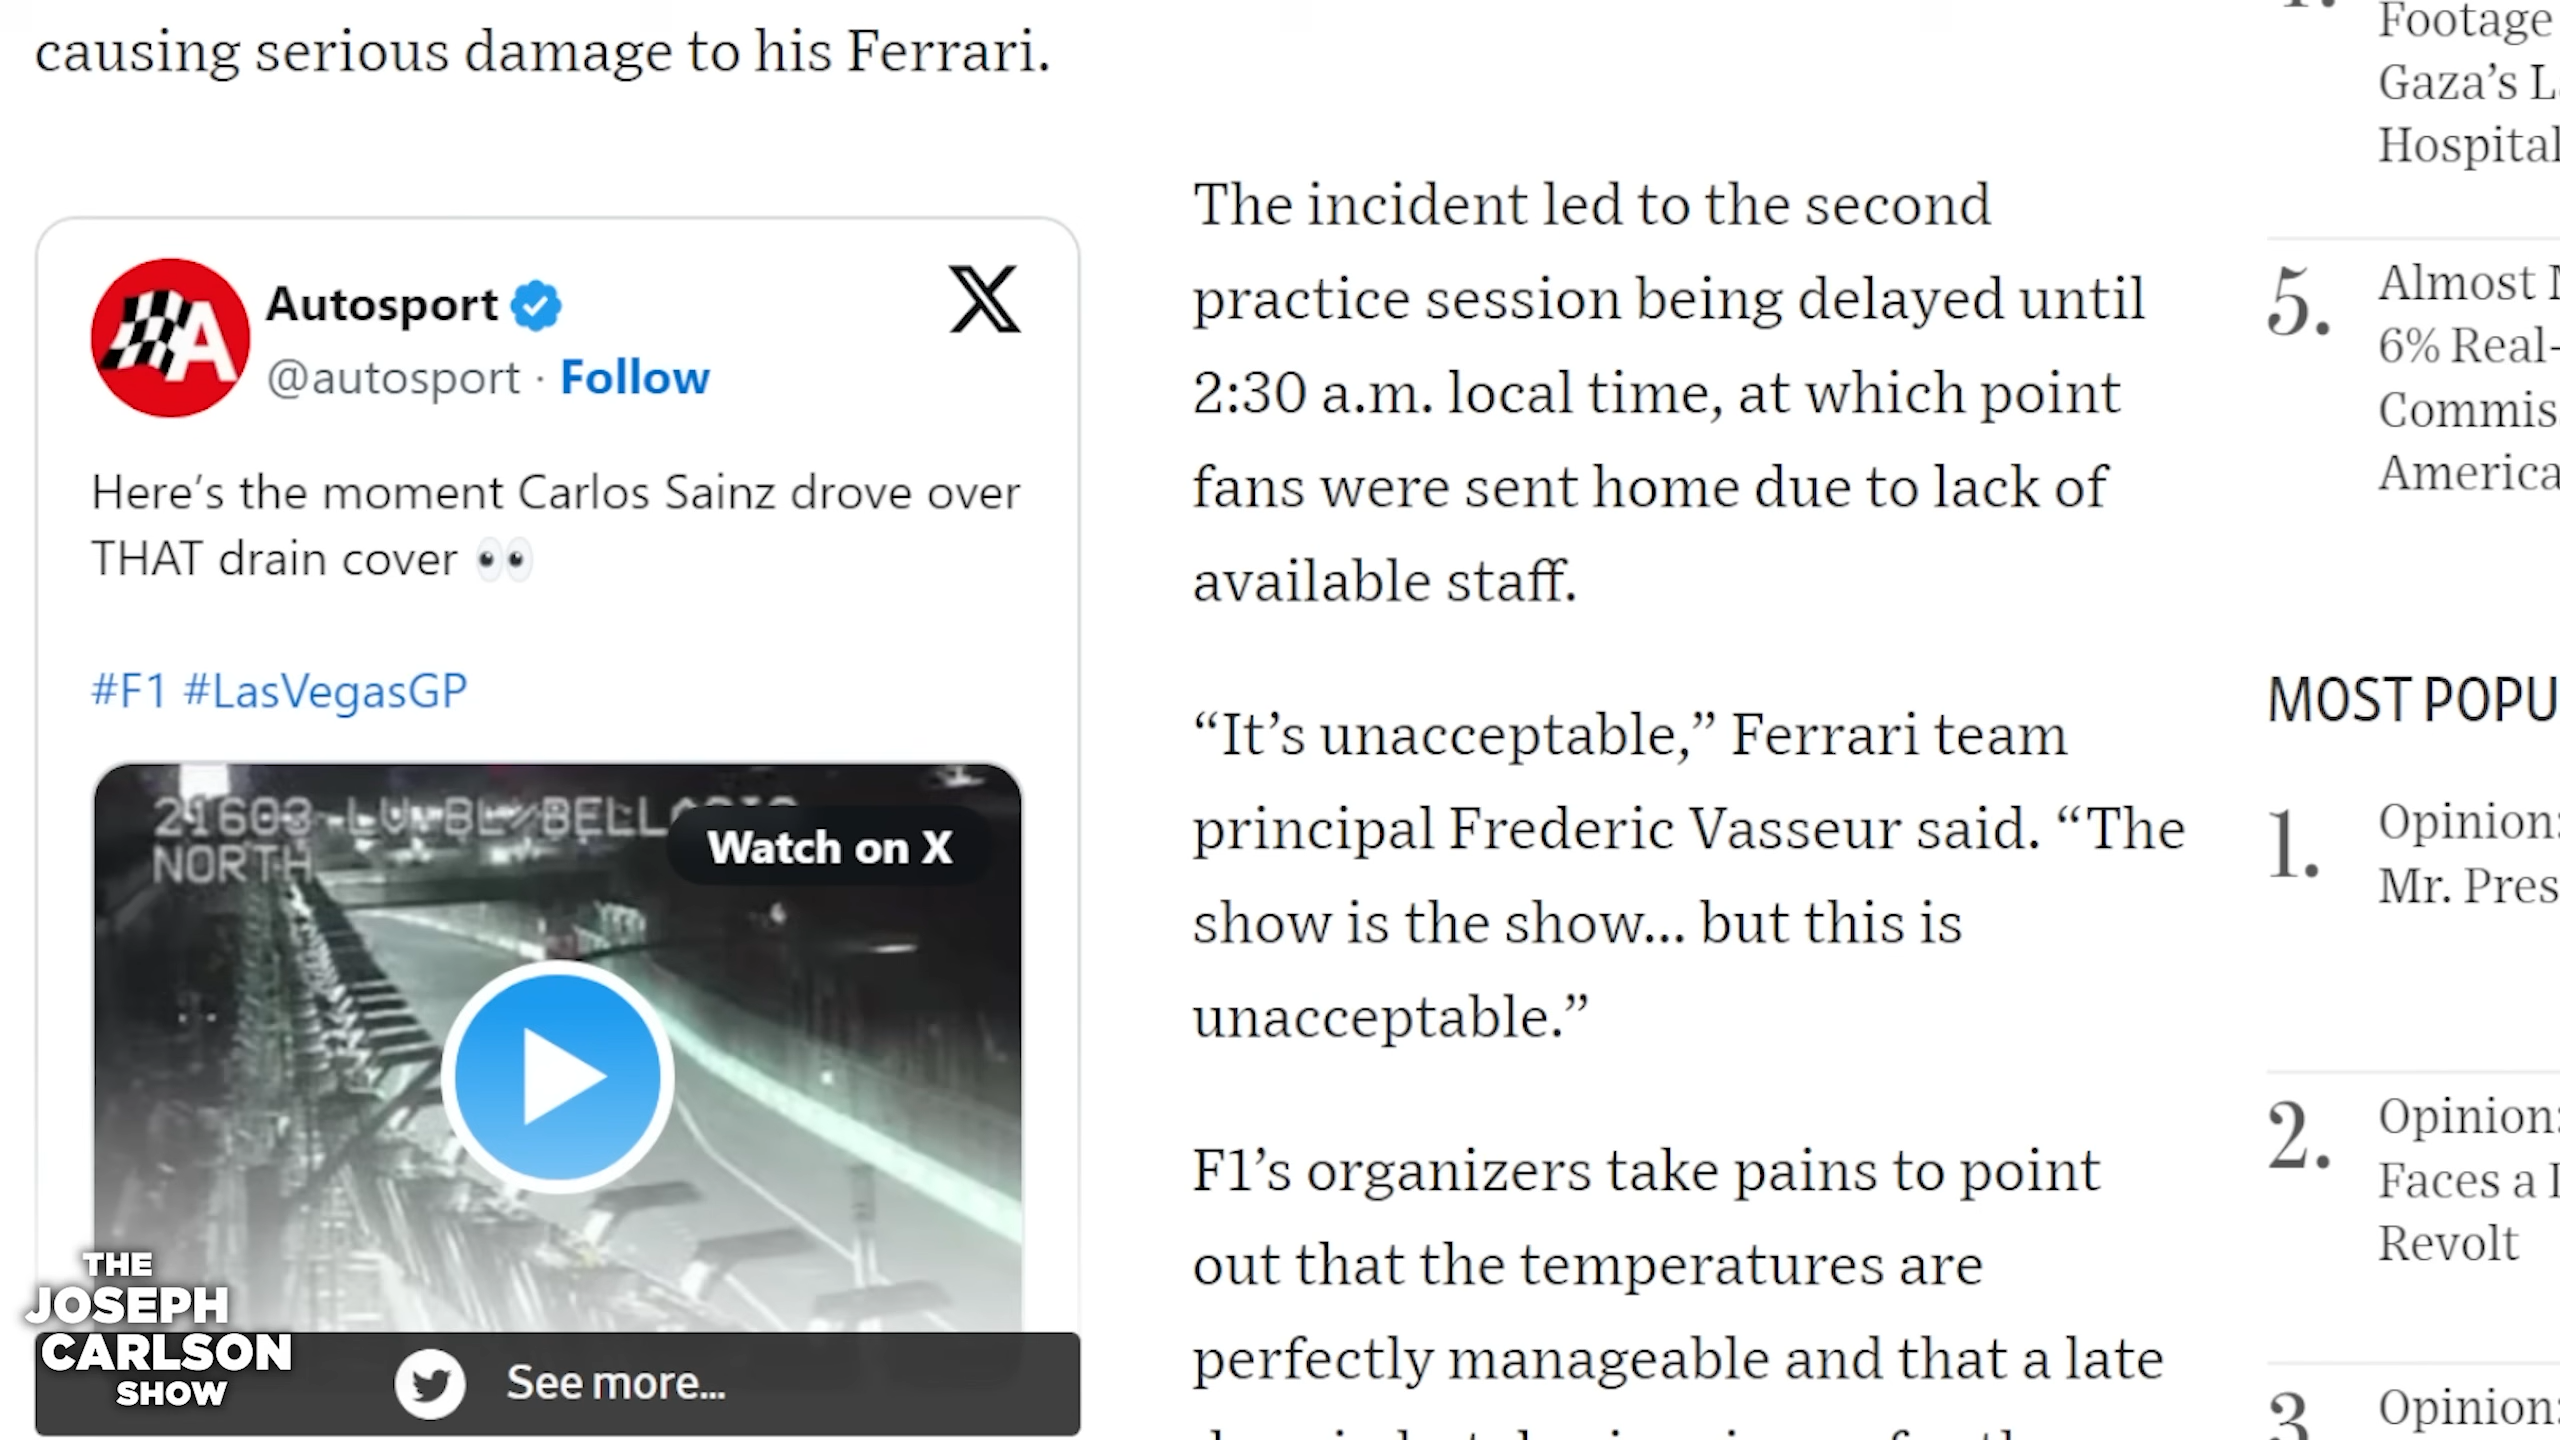 causing serious damage to his Ferrari.
Autosport
@autosport · Follow
Here’s the moment Carlos Sainz drove over
THAT drain cover 👀
#F1 #LasVegasGP
21603
NORTH
Watch on X
See more...
THE
JOSEPH
CARLSON
SHOW
The incident led to the second
practice session being delayed until
2:30 a.m. local time, at which point
fans were sent home due to lack of
available staff.
“It’s unacceptable,” Ferrari team
principal Frederic Vasseur said. “The
show is the show... but this is
unacceptable.”
F1’s organizers take pains to point
out that the temperatures are
perfectly manageable and that a late
Footage
Gaza’s
Hospital
5.
Almost
6% Real-
Commis
America
MOST POPU
1.
Opinion:
Mr. Pres
2.
Opinion:
Faces a
Revolt
3
Opinion: